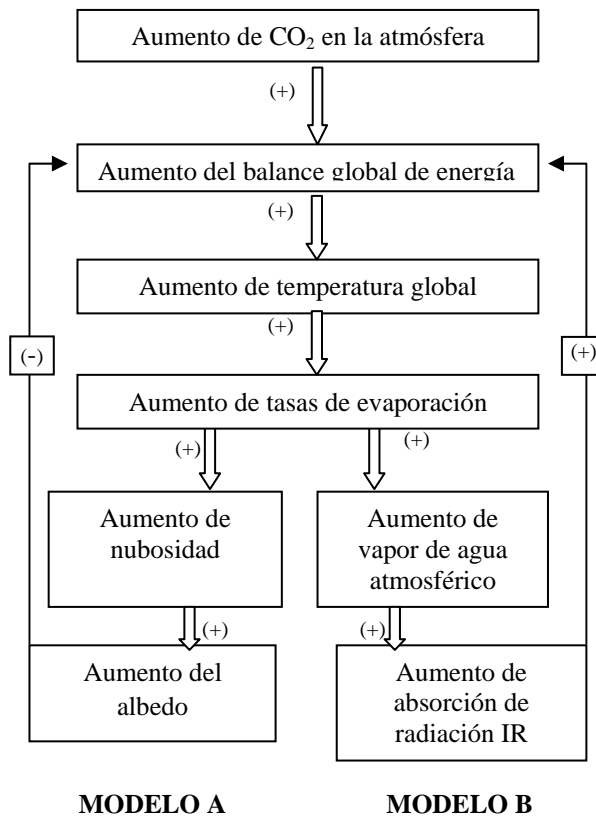 Aumento de CO₂ en la atmósfera
(+)
Aumento del balance global de energía
(+)
Aumento de temperatura global
(+)
(-)
(+)
Aumento de tasas de evaporación
(+)
(+)
Aumento de
nubosidad
Aumento de
vapor de agua
atmosférico
(+)
(+)
Aumento del
albedo
Aumento de
absorción de
radiación IR
MODELO A
MODELO B